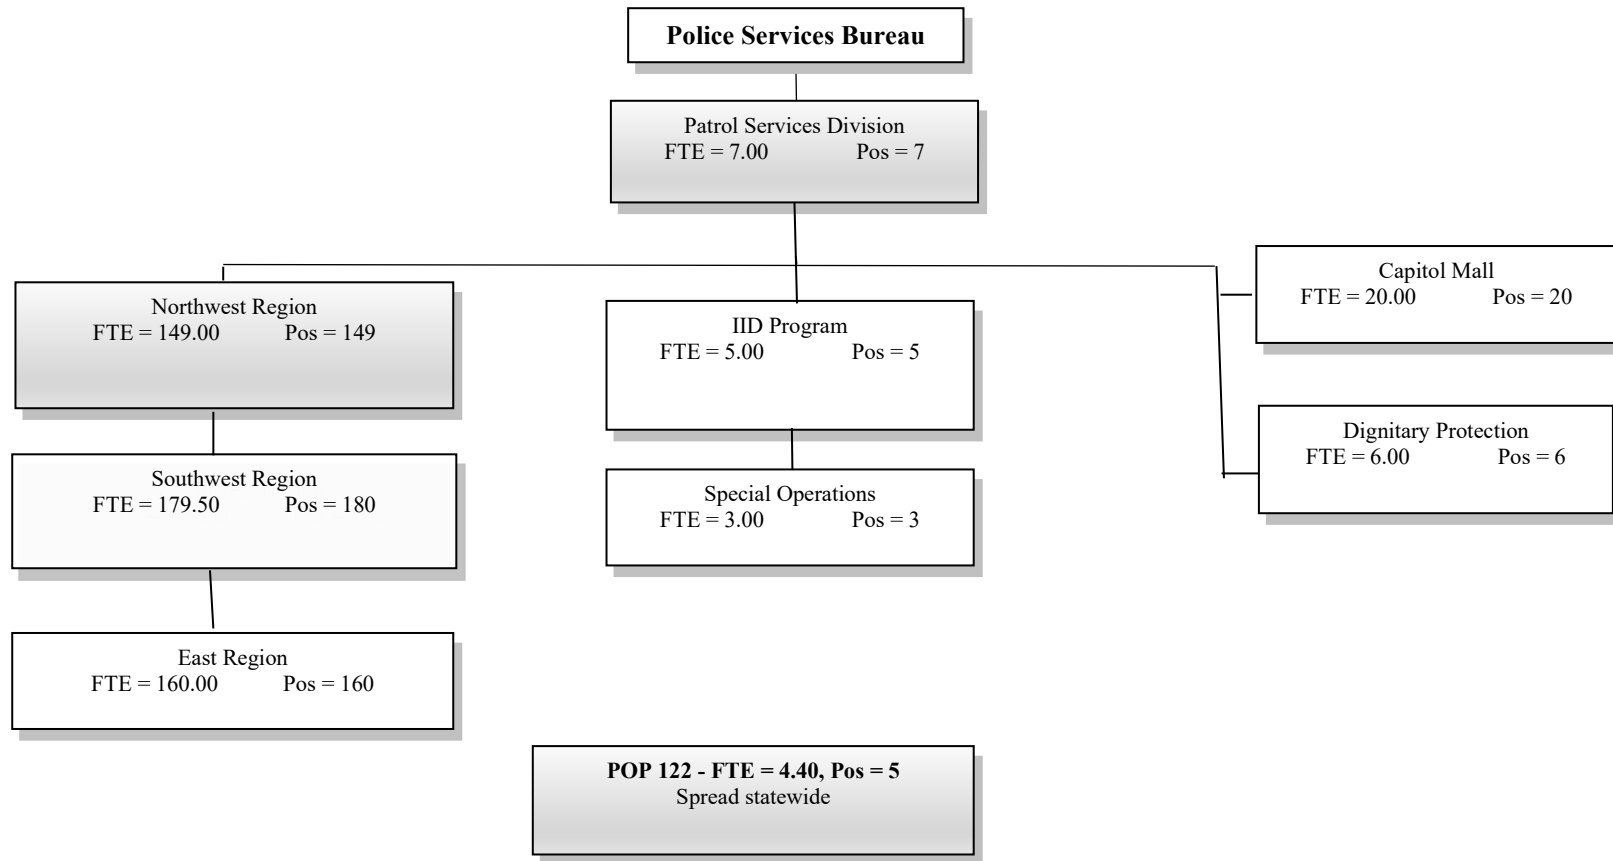 Police Services Bureau
Patrol Services Division
FTE = 7.00 Pos = 7
Northwest Region
FTE = 149.00 Pos = 149
Southwest Region
FTE = 179.50 Pos = 180
East Region
FTE = 160.00 Pos = 160
IID Program
FTE = 5.00 Pos = 5
Special Operations
FTE = 3.00 Pos = 3
Capitol Mall
FTE = 20.00 Pos = 20
Dignitary Protection
FTE = 6.00 Pos = 6
POP 122 - FTE = 4.40, Pos = 5
Spread statewide